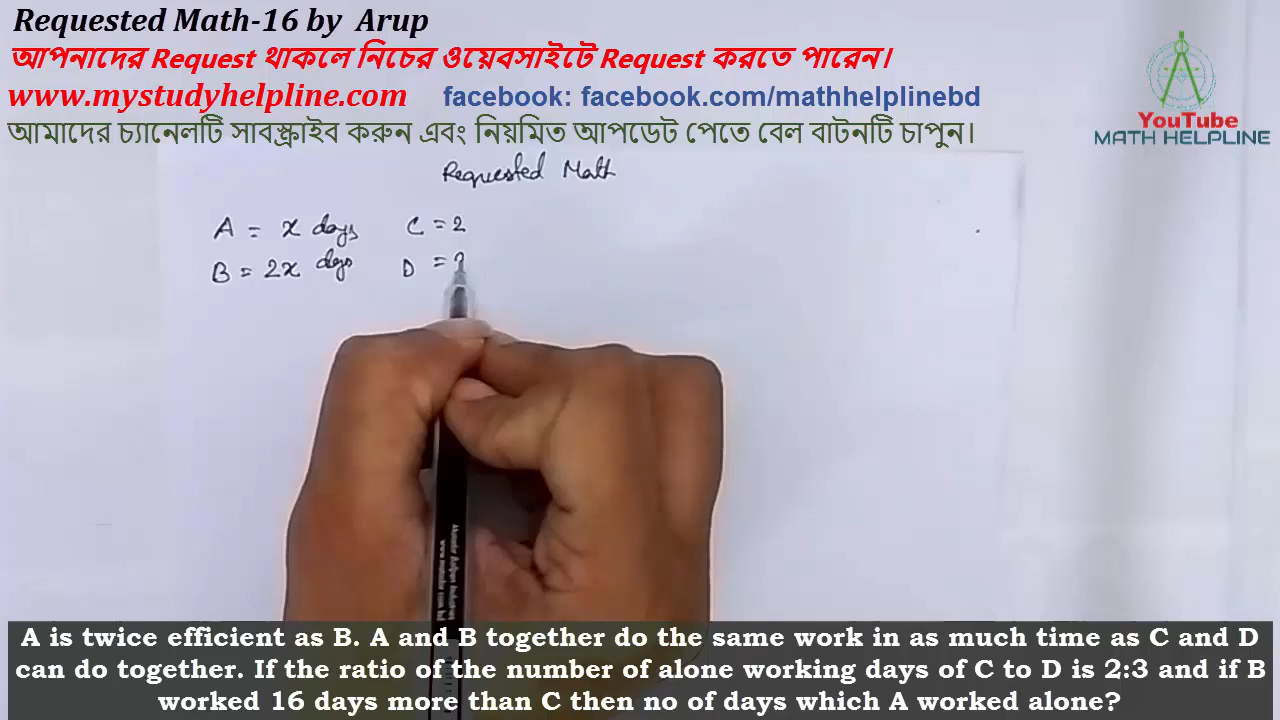 Requested Math-16 by Arup
আপনাদের Request থাকলে নিচের ওয়েবসাইটে Request করতে পারেন।
www.mystudyhelpline.com facebook: facebook.com/mathhelplinebd
আমাদের চ্যানেলটি সাবস্ক্রাইব করুন এবং নিয়মিত আপডেট পেতে বেল বাটনটি চাপুন।
YouTube
MATH HELPLINE
Requested Math
A = x days C = 2
B = 2x days D =
A is twice efficient as B. A and B together do the same work in as much time as C and D
can do together. If the ratio of the number of alone working days of C to D is 2:3 and if B
worked 16 days more than C then no of days which A worked alone?